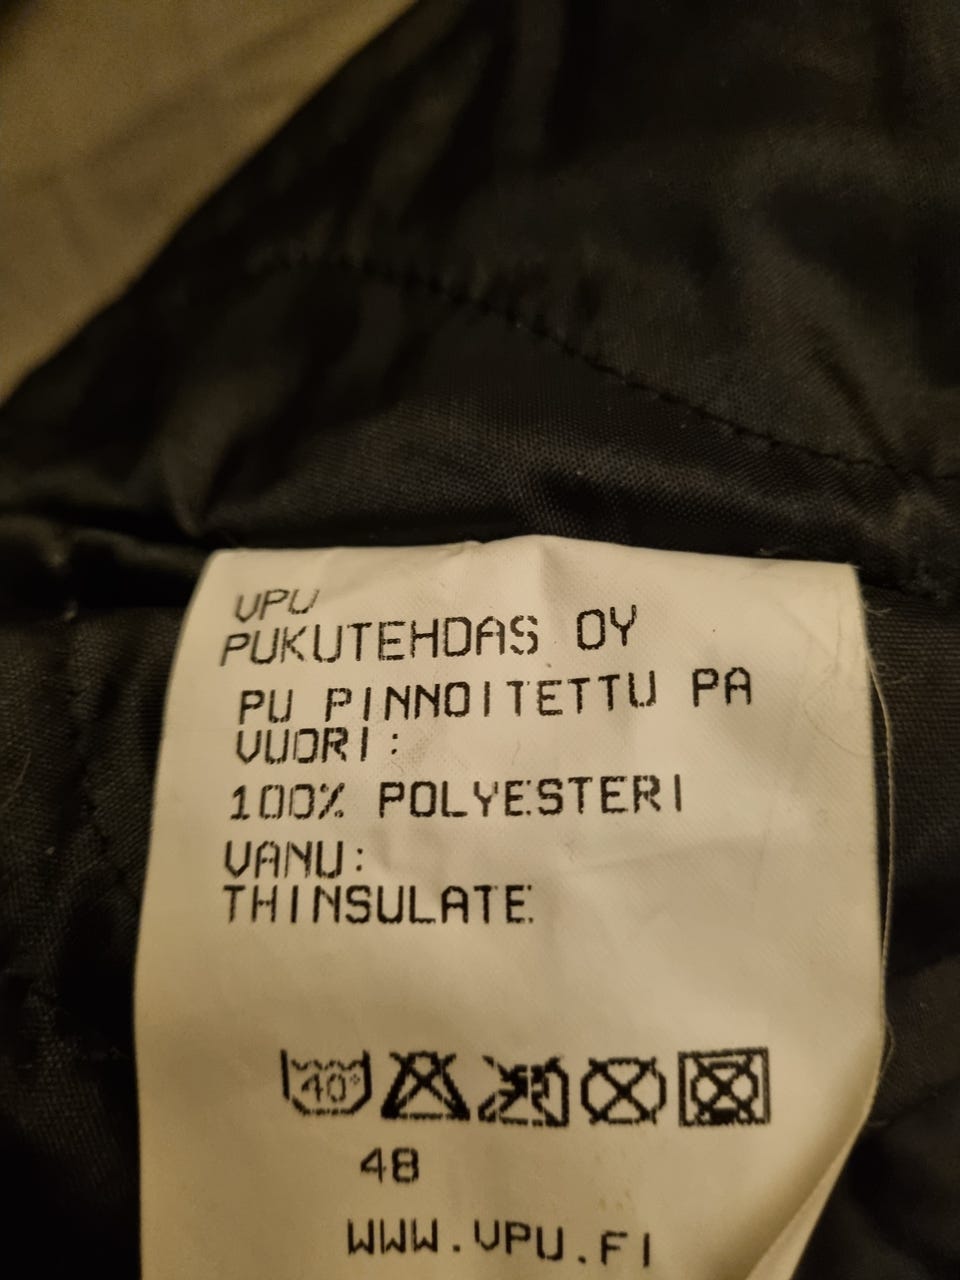 VPU
PUKUTEHDAS OY
PU PINNOITETTU PA
VUORI:
100% POLYESTERI
VANU:
THINSULATE
40°
48
WWW.VPU.FI